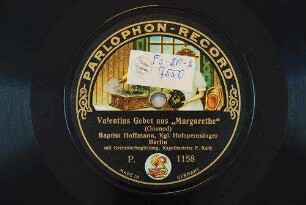 PARLOPHON-RECORD
Valentins Gebet aus „Margarethe“
(Gounod)
Baptist Hoffmann, Kgl. Hofopernsänger
Berlin
mit Orchesterbegleitung, Kapellmeister F. Kark
P. 1158
MADE IN GERMANY